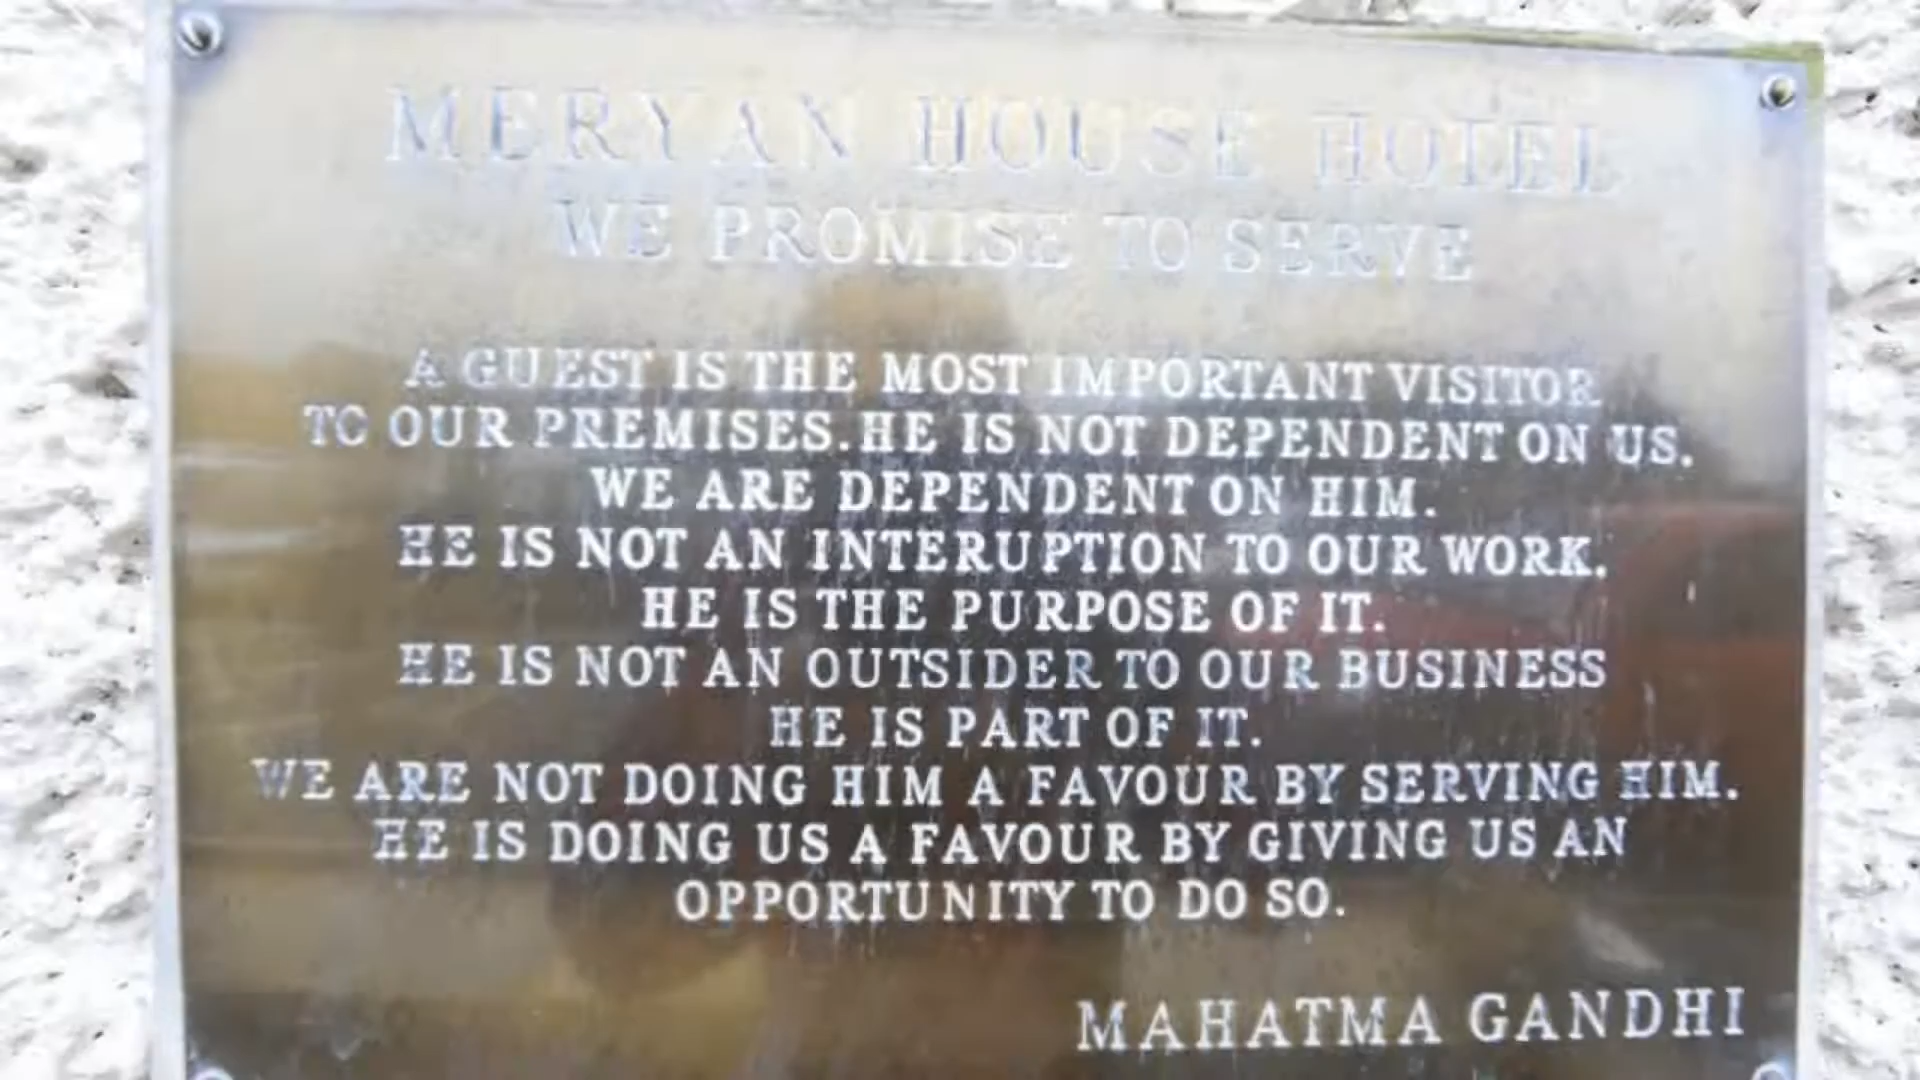 MERYAN HOUSE HOTEL
WE PROMISE TO SERVE
A GUEST IS THE MOST IMPORTANT VISITOR
TO OUR PREMISES. HE IS NOT DEPENDENT ON US.
WE ARE DEPENDENT ON HIM.
HE IS NOT AN INTERUPTION TO OUR WORK.
HE IS THE PURPOSE OF IT.
HE IS NOT AN OUTSIDER TO OUR BUSINESS
HE IS PART OF IT.
WE ARE NOT DOING HIM A FAVOUR BY SERVING HIM.
HE IS DOING US A FAVOUR BY GIVING US AN
OPPORTUNITY TO DO SO.
MAHATMA GANDHI